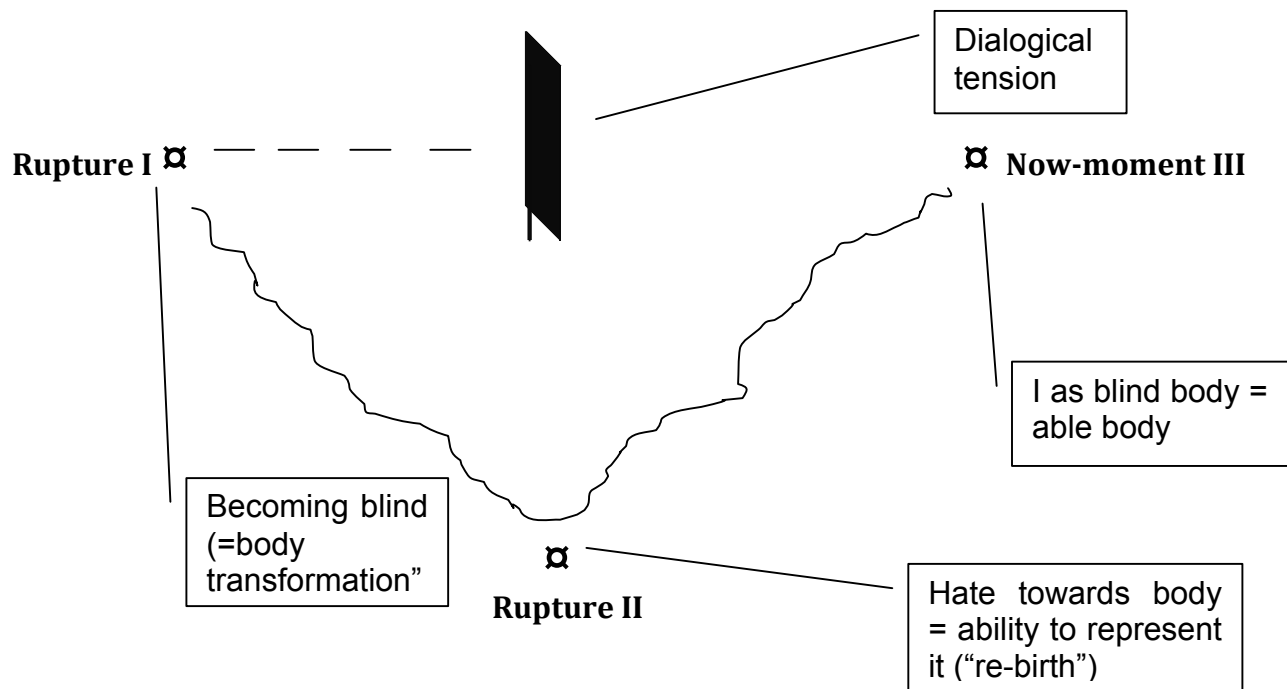 Dialogical
tension
Rupture I
Now-moment III
I as blind body =
able body
Becoming blind
(=body
transformation”
Rupture II
Hate towards body
= ability to represent
it (“re-birth”)